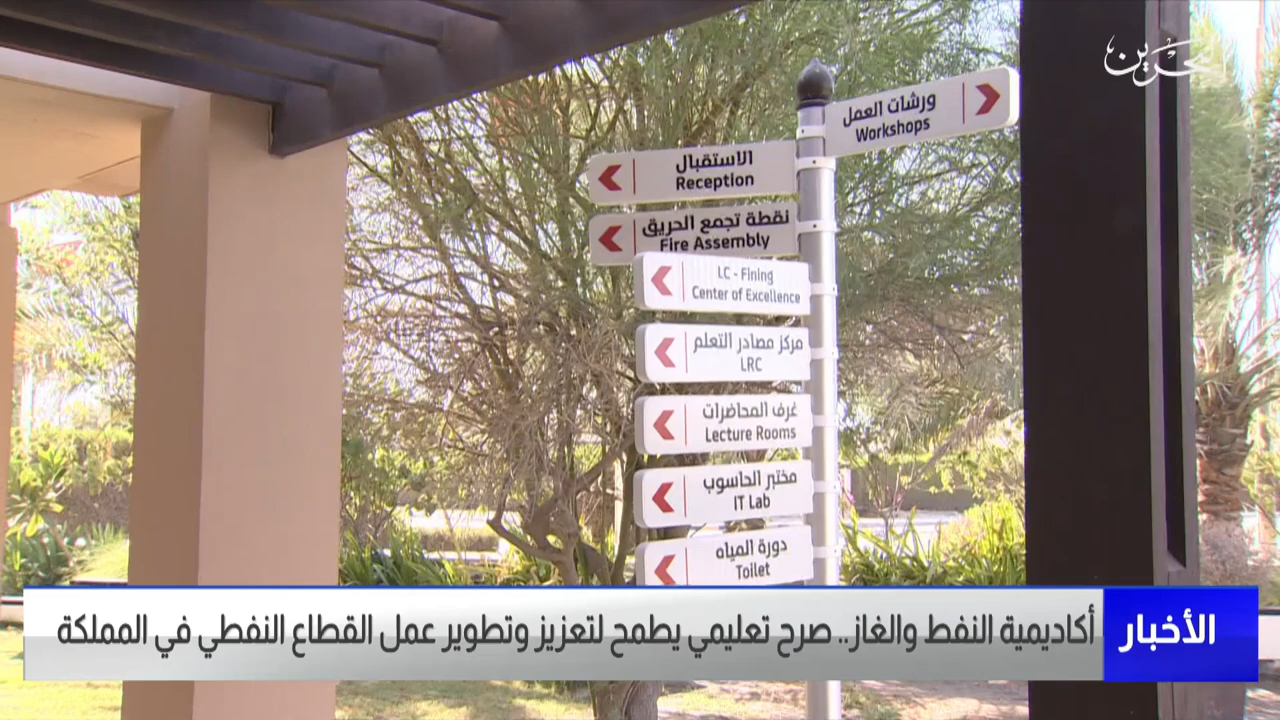 بحرين
ورشات العمل
Workshops
الاستقبال
Reception
نقطة تجمع الحريق
Fire Assembly
LC - Fining
Center of Excellence
مركز مصادر التعلم
LRC
غرف المحاضرات
Lecture Rooms
مختبر الحاسوب
IT Lab
دورة المياه
Toilet
الأخبار
أكاديمية النفط والغاز.. صرح تعليمي يطمح لتعزيز وتطوير عمل القطاع النفطي في المملكة